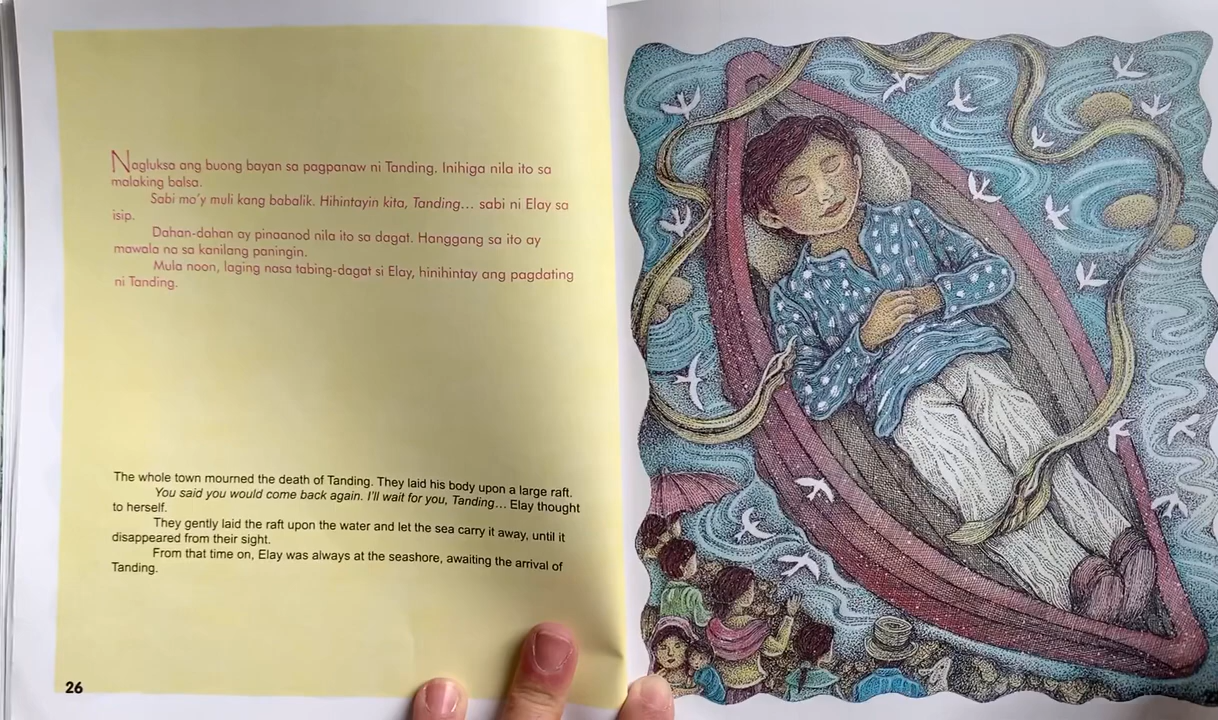 Nagluksa ang buong bayan sa pagpanaw ni Tanding. Inihiga nila ito sa
malaking balsa.
Sabi mo'y muli kang babalik. Hihintayin kita, Tanding... sabi ni Elay sa
isip.
Dahan-dahan ay pinaanod nila ito sa dagat. Hanggang sa ito ay
mawala na sa kanilang paningin.
Mula noon, laging nasa tabing-dagat si Elay, hinihintay ang pagdating
ni Tanding.
The whole town mourned the death of Tanding. They laid his body upon a large raft.
You said you would come back again. I'll wait for you, Tanding... Elay thought
to herself.
They gently laid the raft upon the water and let the sea carry it away, until it
disappeared from their sight.
From that time on, Elay was always at the seashore, awaiting the arrival of
Tanding.
26